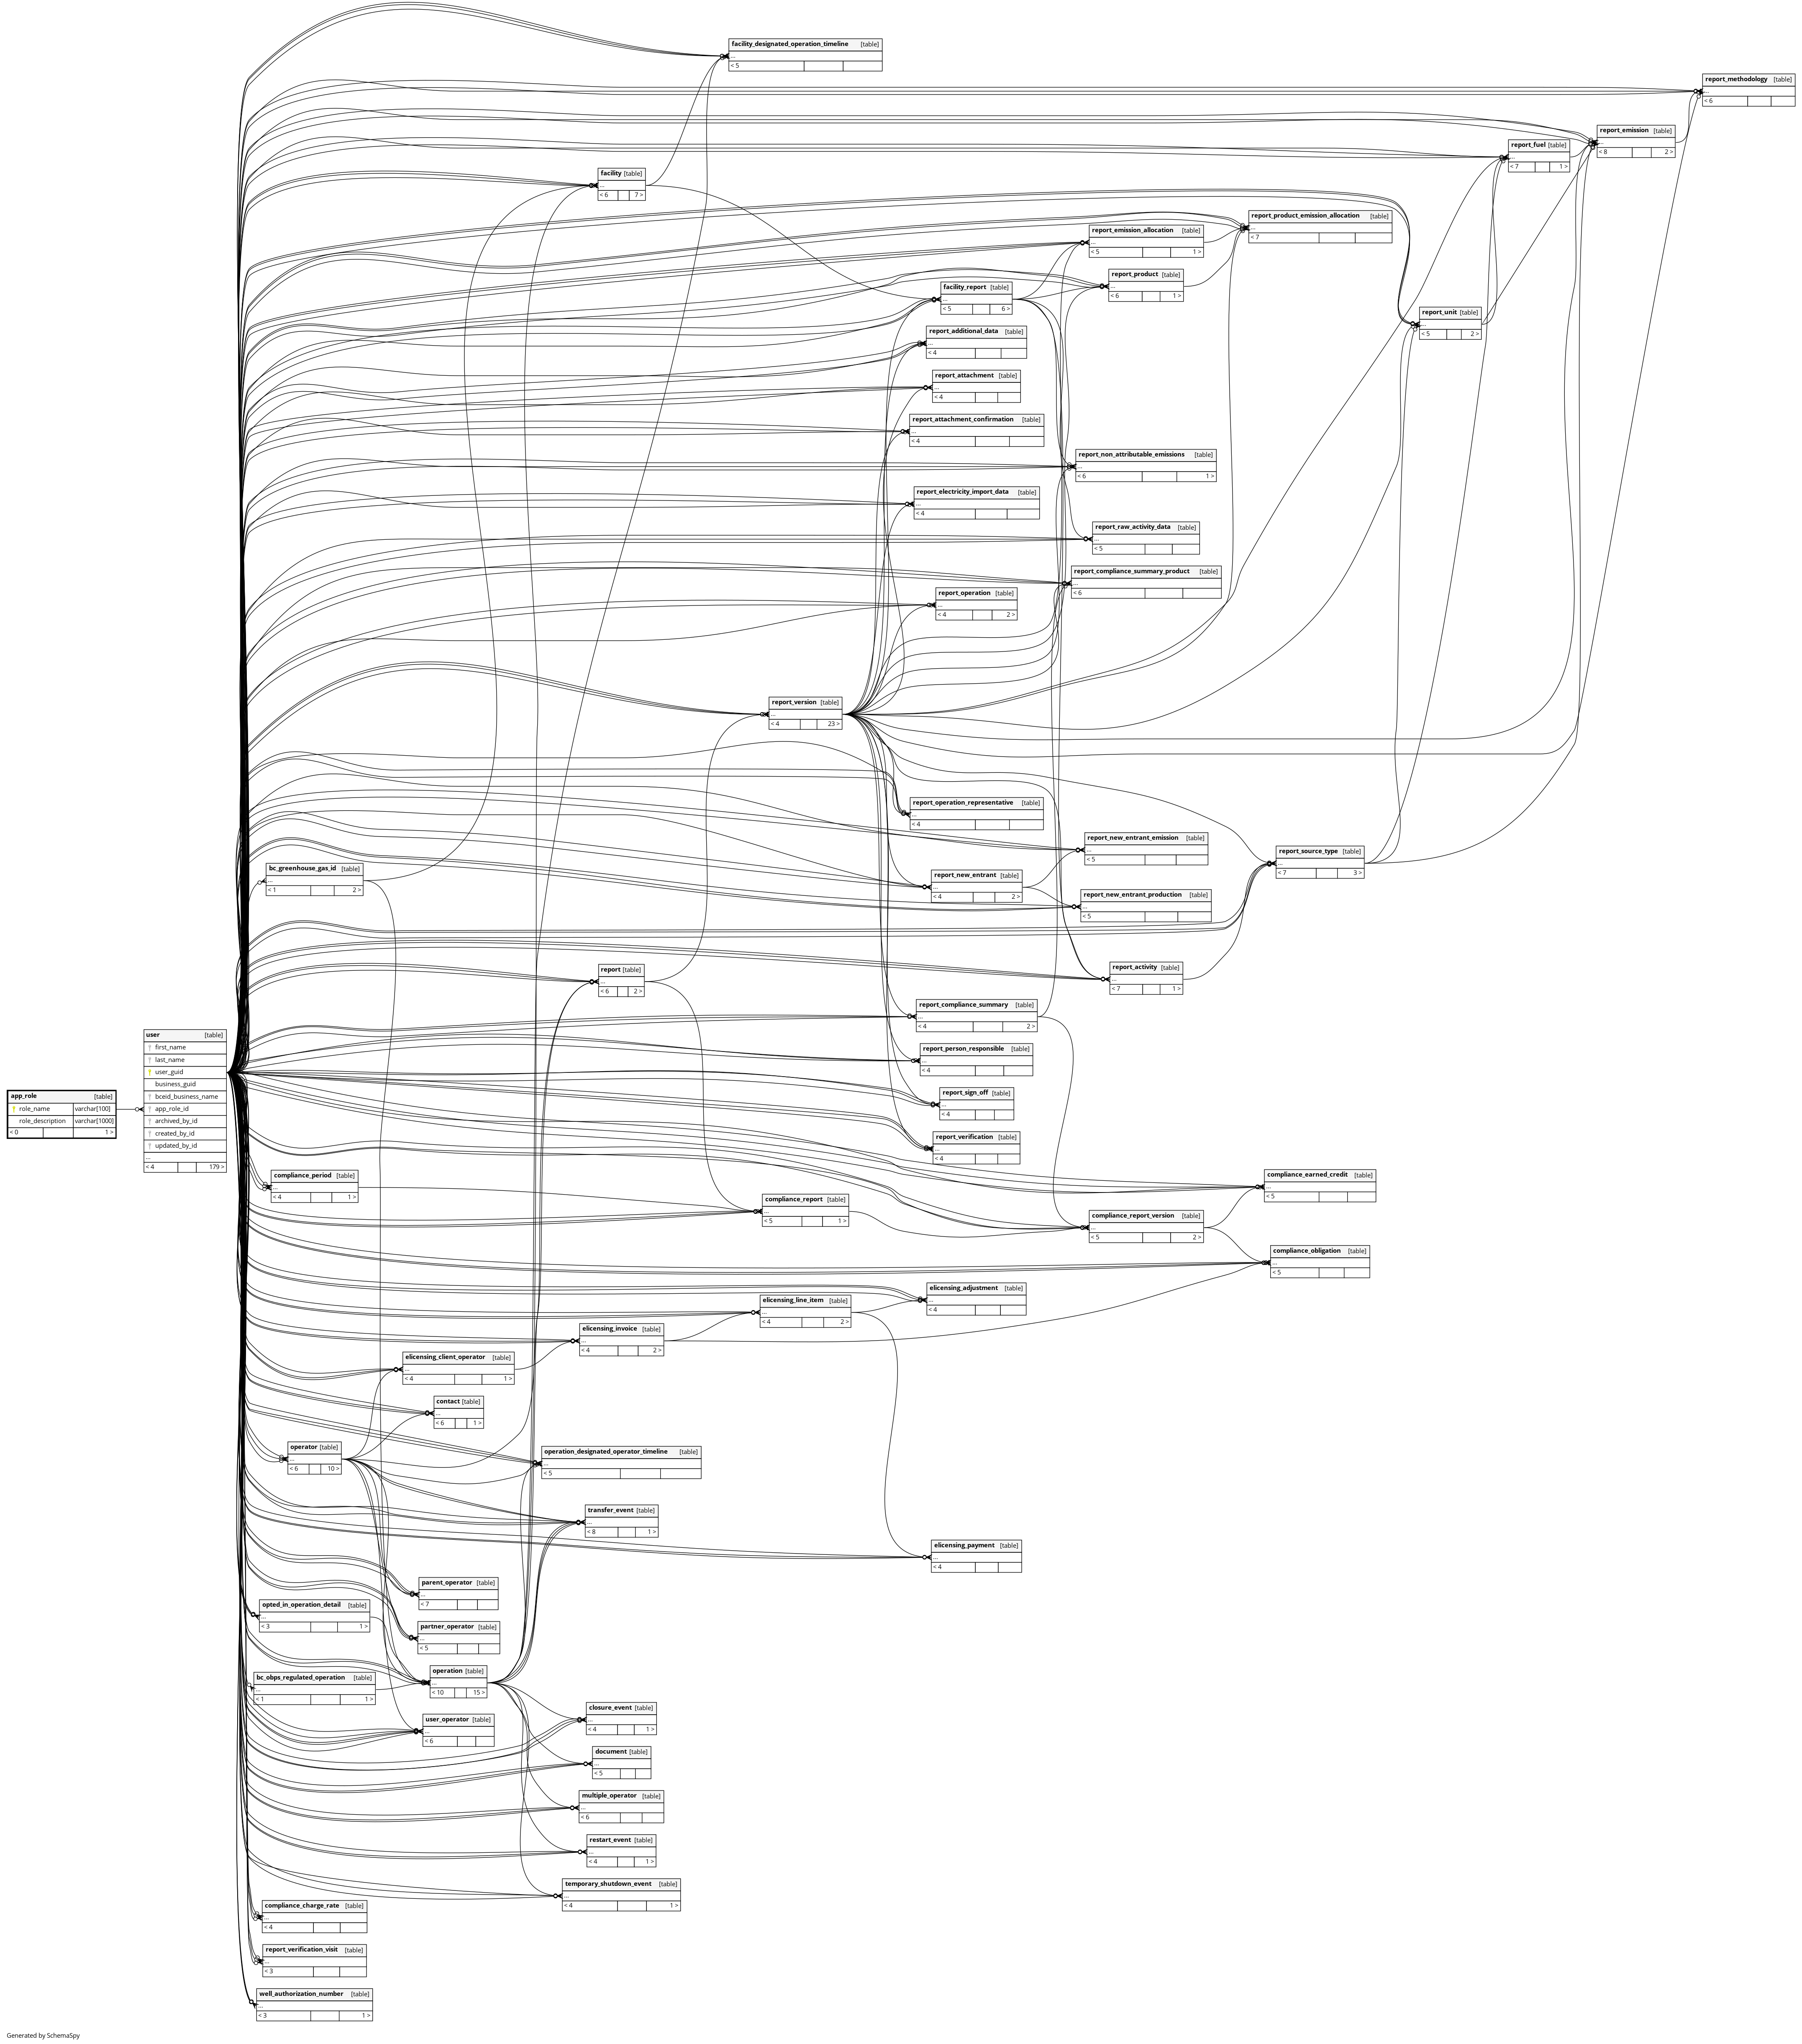 facility_designated_operation_timeline [table]
...
< 5
report_methodology [table]
...
< 6
report_emission [table]
...
< 8 2 >
report_fuel [table]
...
< 7 1 >
facility [table]
...
< 6 7 >
report_product_emission_allocation [table]
...
< 7
report_emission_allocation [table]
...
< 5 1 >
report_product [table]
...
< 6 1 >
facility_report [table]
...
< 5 6 >
report_unit [table]
...
< 5 2 >
report_additional_data [table]
...
< 4
report_attachment [table]
...
< 4
report_attachment_confirmation [table]
...
< 4
report_non_attributable_emissions [table]
...
< 6 1 >
report_electricity_import_data [table]
...
< 4
report_raw_activity_data [table]
...
< 5
report_compliance_summary_product [table]
...
< 6
report_operation [table]
...
< 4 2 >
report_version [table]
...
< 4 23 >
report_operation_representative [table]
...
< 4
report_new_entrant_emission [table]
...
< 5
report_source_type [table]
...
< 7 3 >
bc_greenhouse_gas_id [table]
...
< 1 2 >
report_new_entrant [table]
...
< 4 2 >
report_new_entrant_production [table]
...
< 5
report_activity [table]
...
< 7 1 >
report [table]
...
< 6 2 >
report_compliance_summary [table]
...
< 4 2 >
user [table]
first_name
last_name
user_guid
business_guid
bceid_business_name
app_role_id
archived_by_id
created_by_id
updated_by_id
...
< 4 179 >
report_person_responsible [table]
...
< 4
app_role [table]
role_name varchar[100]
role_description varchar[1000]
< 0 1 >
report_sign_off [table]
...
< 4
report_verification [table]
...
< 4
compliance_period [table]
...
< 4 1 >
compliance_earned_credit [table]
...
< 5
compliance_report [table]
...
< 5 1 >
compliance_report_version [table]
...
< 5 2 >
compliance_obligation [table]
...
< 5
elicensing_adjustment [table]
...
< 4
elicensing_line_item [table]
...
< 4 2 >
elicensing_invoice [table]
...
< 4 2 >
elicensing_client_operator [table]
...
< 4 1 >
contact [table]
...
< 6 1 >
operator [table]
...
< 6 10 >
operation_designated_operator_timeline [table]
...
< 5
transfer_event [table]
...
< 8 1 >
elicensing_payment [table]
...
< 4
parent_operator [table]
...
< 7
opted_in_operation_detail [table]
...
< 3 1 >
partner_operator [table]
...
< 5
operation [table]
...
< 10 15 >
bc_obps_regulated_operation [table]
...
< 1 1 >
closure_event [table]
...
< 4 1 >
user_operator [table]
...
< 6
document [table]
...
< 5
multiple_operator [table]
...
< 6
restart_event [table]
...
< 4 1 >
temporary_shutdown_event [table]
...
< 4 1 >
compliance_charge_rate [table]
...
< 4
report_verification_visit [table]
...
< 3
well_authorization_number [table]
...
< 3 1 >
Generated by SchemaSpy